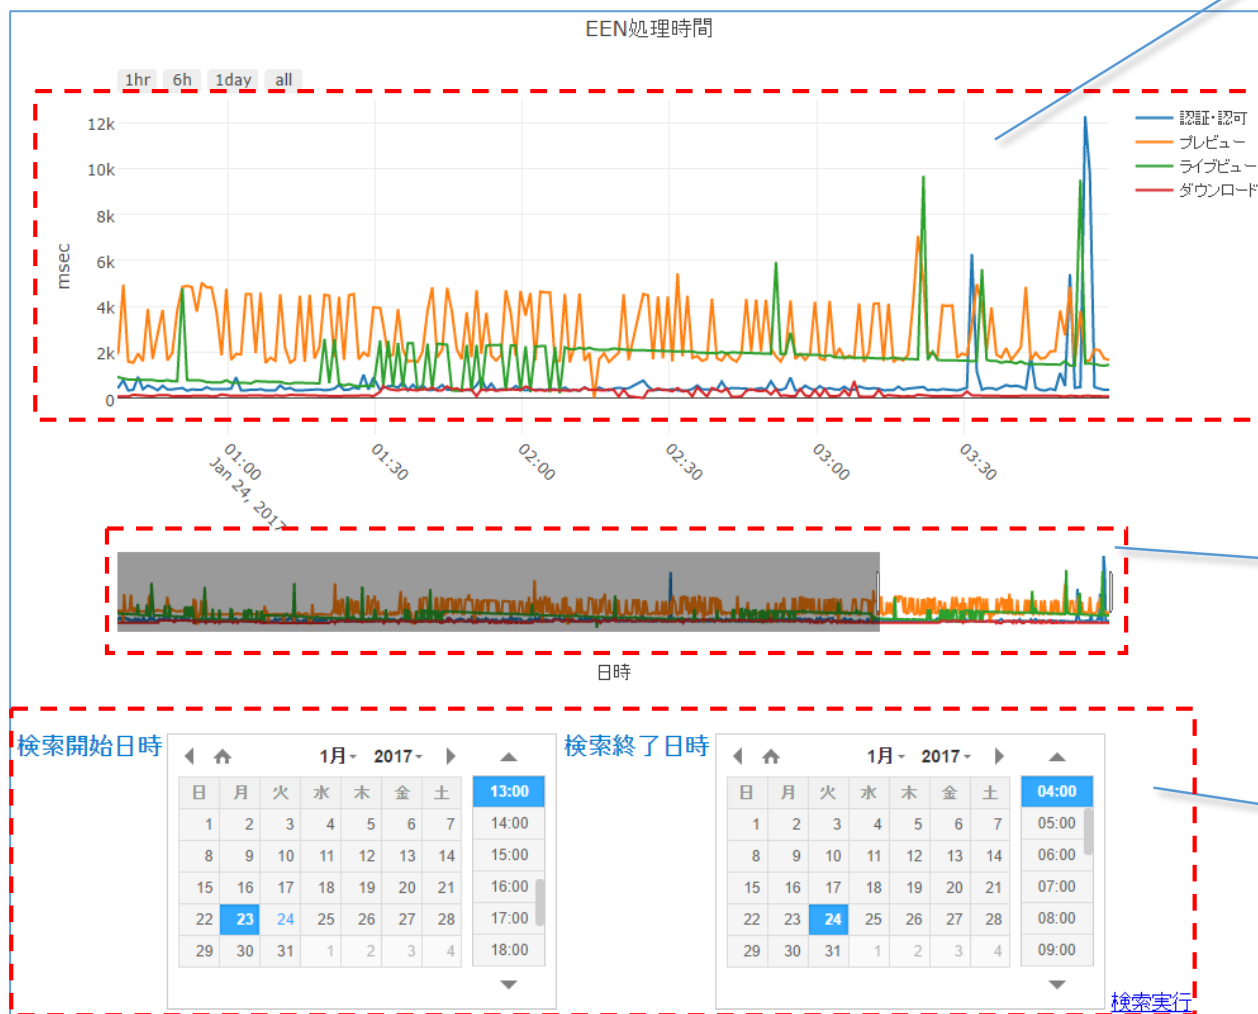 EEN処理時間
1hr 6h 1day all
認証・認可
プレビュー
ライブビュー
ダウンロード
12k
10k
8k
6k
4k
2k
0
msec
01:00 01:30 02:00 02:30 03:00 03:30
Jan 24, 2017
日時
検索開始日時
1月 2017
日 月 火 水 木 金 土
1 2 3 4 5 6 7
8 9 10 11 12 13 14
15 16 17 18 19 20 21
22 23 24 25 26 27 28
29 30 31 1 2 3 4
13:00
14:00
15:00
16:00
17:00
18:00
検索終了日時
1月 2017
日 月 火 水 木 金 土
1 2 3 4 5 6 7
8 9 10 11 12 13 14
15 16 17 18 19 20 21
22 23 24 25 26 27 28
29 30 31 1 2 3 4
04:00
05:00
06:00
07:00
08:00
09:00
検索実行